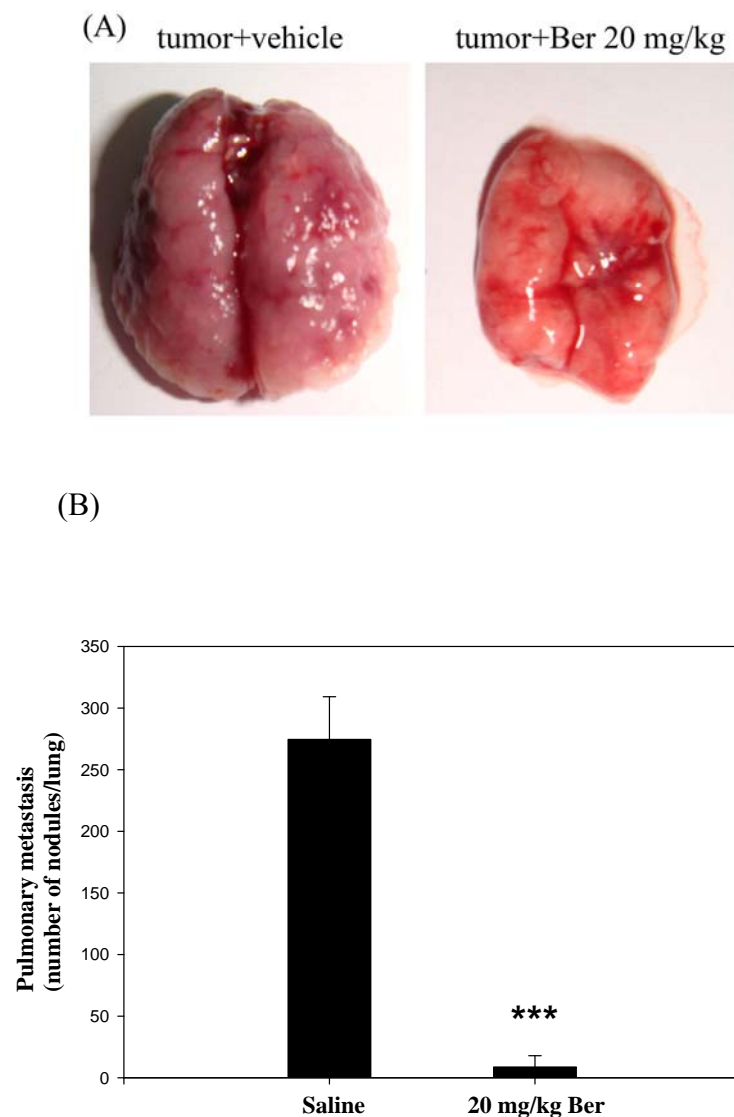 (A)
tumor+vehicle
tumor+Ber 20 mg/kg
(B)
350
300
250
200
150
100
50
0
Pulmonary metastasis
(number of nodules/lung)
***
Saline
20 mg/kg Ber